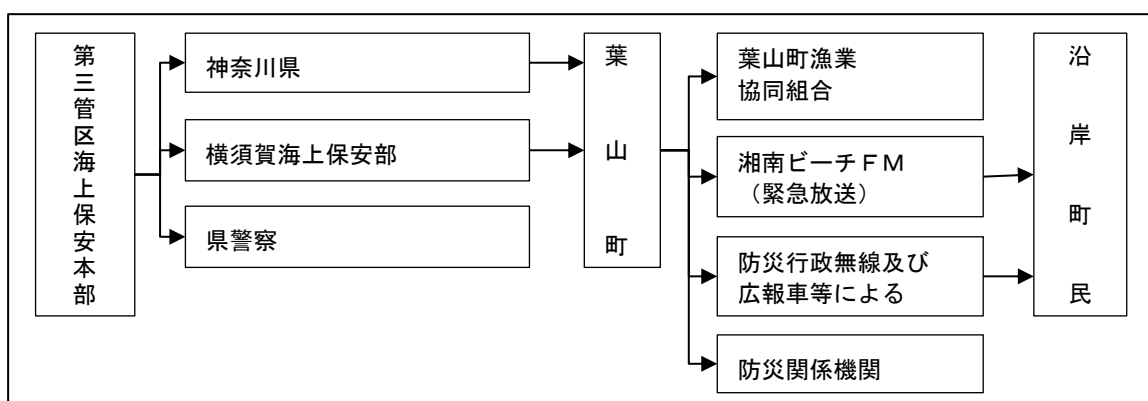 第三管区海上保安本部
神奈川県
横須賀海上保安部
県警察
葉山町
葉山町漁業
協同組合
湘南ビーチＦＭ
（緊急放送）
防災行政無線及び
広報車等による
防災関係機関
沿岸町民